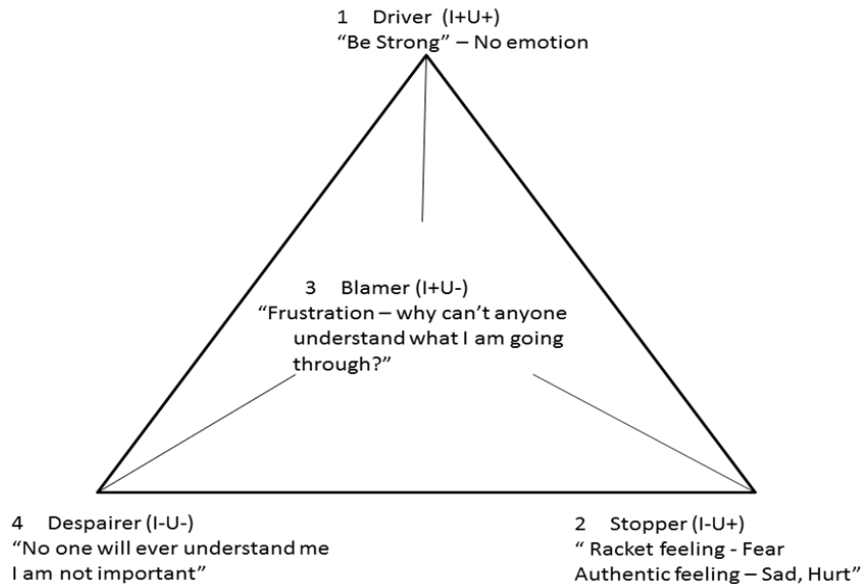 1 Driver (I+U+)
“Be Strong” – No emotion
3 Blamer (I+U-)
“Frustration – why can’t anyone
understand what I am going
through?”
4 Despairer (I-U-)
“No one will ever understand me
I am not important”
2 Stopper (I-U+)
“ Racket feeling - Fear
Authentic feeling – Sad, Hurt”